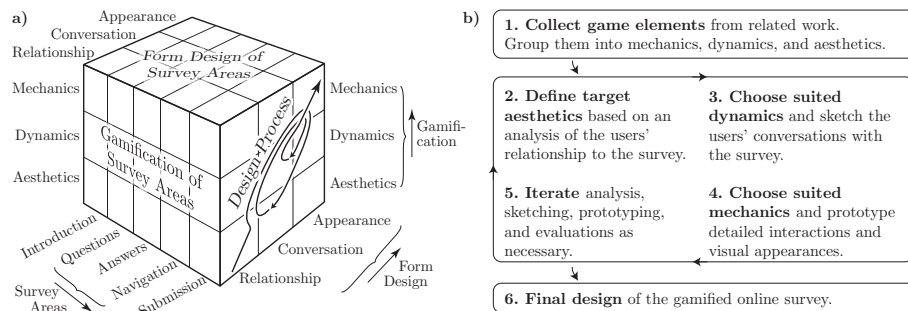 a)
Appearance
Conversation
Relationship
Form Design of
Survey Areas
Mechanics
Dynamics
Aesthetics
Gamification of
Survey Areas
Design-Process
Mechanics
Dynamics
Aesthetics
Gamifi-
cation
Introduction
Questions
Answers
Navigation
Submission
Survey
Areas
Appearance
Conversation
Relationship
Form
Design
b)
1. Collect game elements from related work.
Group them into mechanics, dynamics, and aesthetics.
2. Define target
aesthetics based on an
analysis of the users'
relationship to the survey.
3. Choose suited
dynamics and sketch the
users' conversations with
the survey.
5. Iterate analysis,
sketching, prototyping,
and evaluations as
necessary.
4. Choose suited
mechanics and prototype
detailed interactions and
visual appearances.
6. Final design of the gamified online survey.